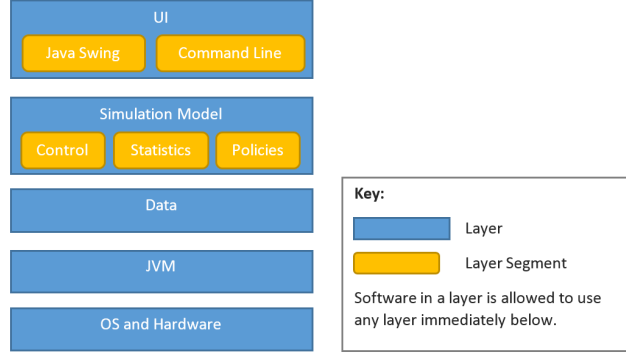 UI
Java Swing
Command Line
Simulation Model
Control
Statistics
Policies
Data
JVM
OS and Hardware
Key:
Layer
Layer Segment
Software in a layer is allowed to use
any layer immediately below.